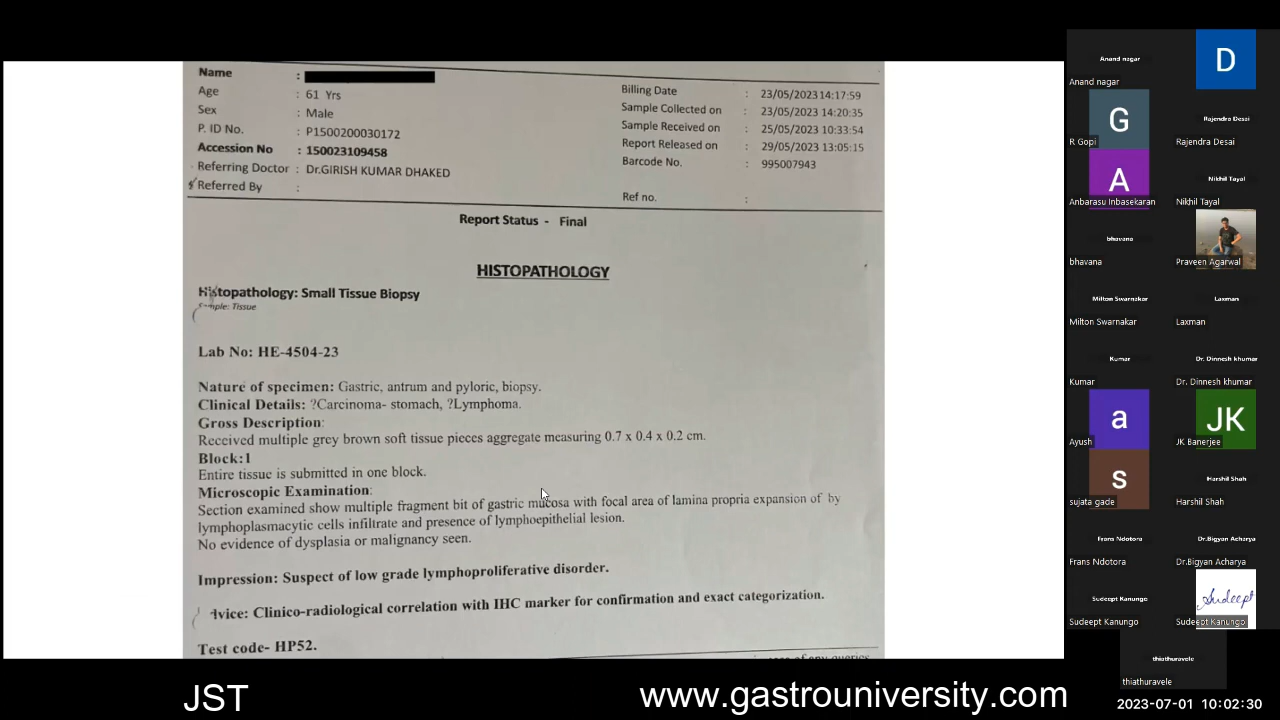 Name :
Age : 61 Yrs
Sex : Male
P. ID No. : P1500200030172
Accession No : 150023109458
Referring Doctor : Dr.GIRISH KUMAR DHAKED
Referred By :
Billing Date : 23/05/2023 14:17:59
Sample Collected on : 23/05/2023 14:20:35
Sample Received on : 25/05/2023 10:33:54
Report Released on : 29/05/2023 13:05:15
Barcode No. : 995007943
Ref no. :
Report Status - Final
HISTOPATHOLOGY
Histopathology: Small Tissue Biopsy
Sample: Tissue
Lab No: HE-4504-23
Nature of specimen: Gastric, antrum and pyloric, biopsy.
Clinical Details: ?Carcinoma- stomach, ?Lymphoma.
Gross Description:
Received multiple grey brown soft tissue pieces aggregate measuring 0.7 x 0.4 x 0.2 cm.
Block:1
Entire tissue is submitted in one block.
Microscopic Examination:
Section examined show multiple fragment bit of gastric mucosa with focal area of lamina propria expansion of by
lymphoplasmacytic cells infiltrate and presence of lymphoepithelial lesion.
No evidence of dysplasia or malignancy seen.
Impression: Suspect of low grade lymphoproliferative disorder.
dvice: Clinico-radiological correlation with IHC marker for confirmation and exact categorization.
Test code- HP52.
of any queries
JST
www.gastrouniversity.com
Anand nagar
Anand nagar
D
G
R Gopi
Rajendra Desai
Rajendra Desai
A
Anbarasu Inbasekaran
Nikhil Tayal
Nikhil Tayal
bhavana
bhavana
Praveen Agarwal
Milton Swarnakar
Milton Swarnakar
Laxman
Laxman
Kumar
Kumar
Dr. Dinnesh khumar
Dr. Dinnesh khumar
a
Ayush
JK
JK Banerjee
s
sujata gade
Harshil Shah
Harshil Shah
Frans Ndotora
Frans Ndotora
Dr.Bigyan Acharya
Dr.Bigyan Acharya
Sudeept Kanungo
Sudeept Kanungo
Sudeept
Sudeept Kanungo
thiathuravele
thiathuravele
2023-07-01 10:02:30